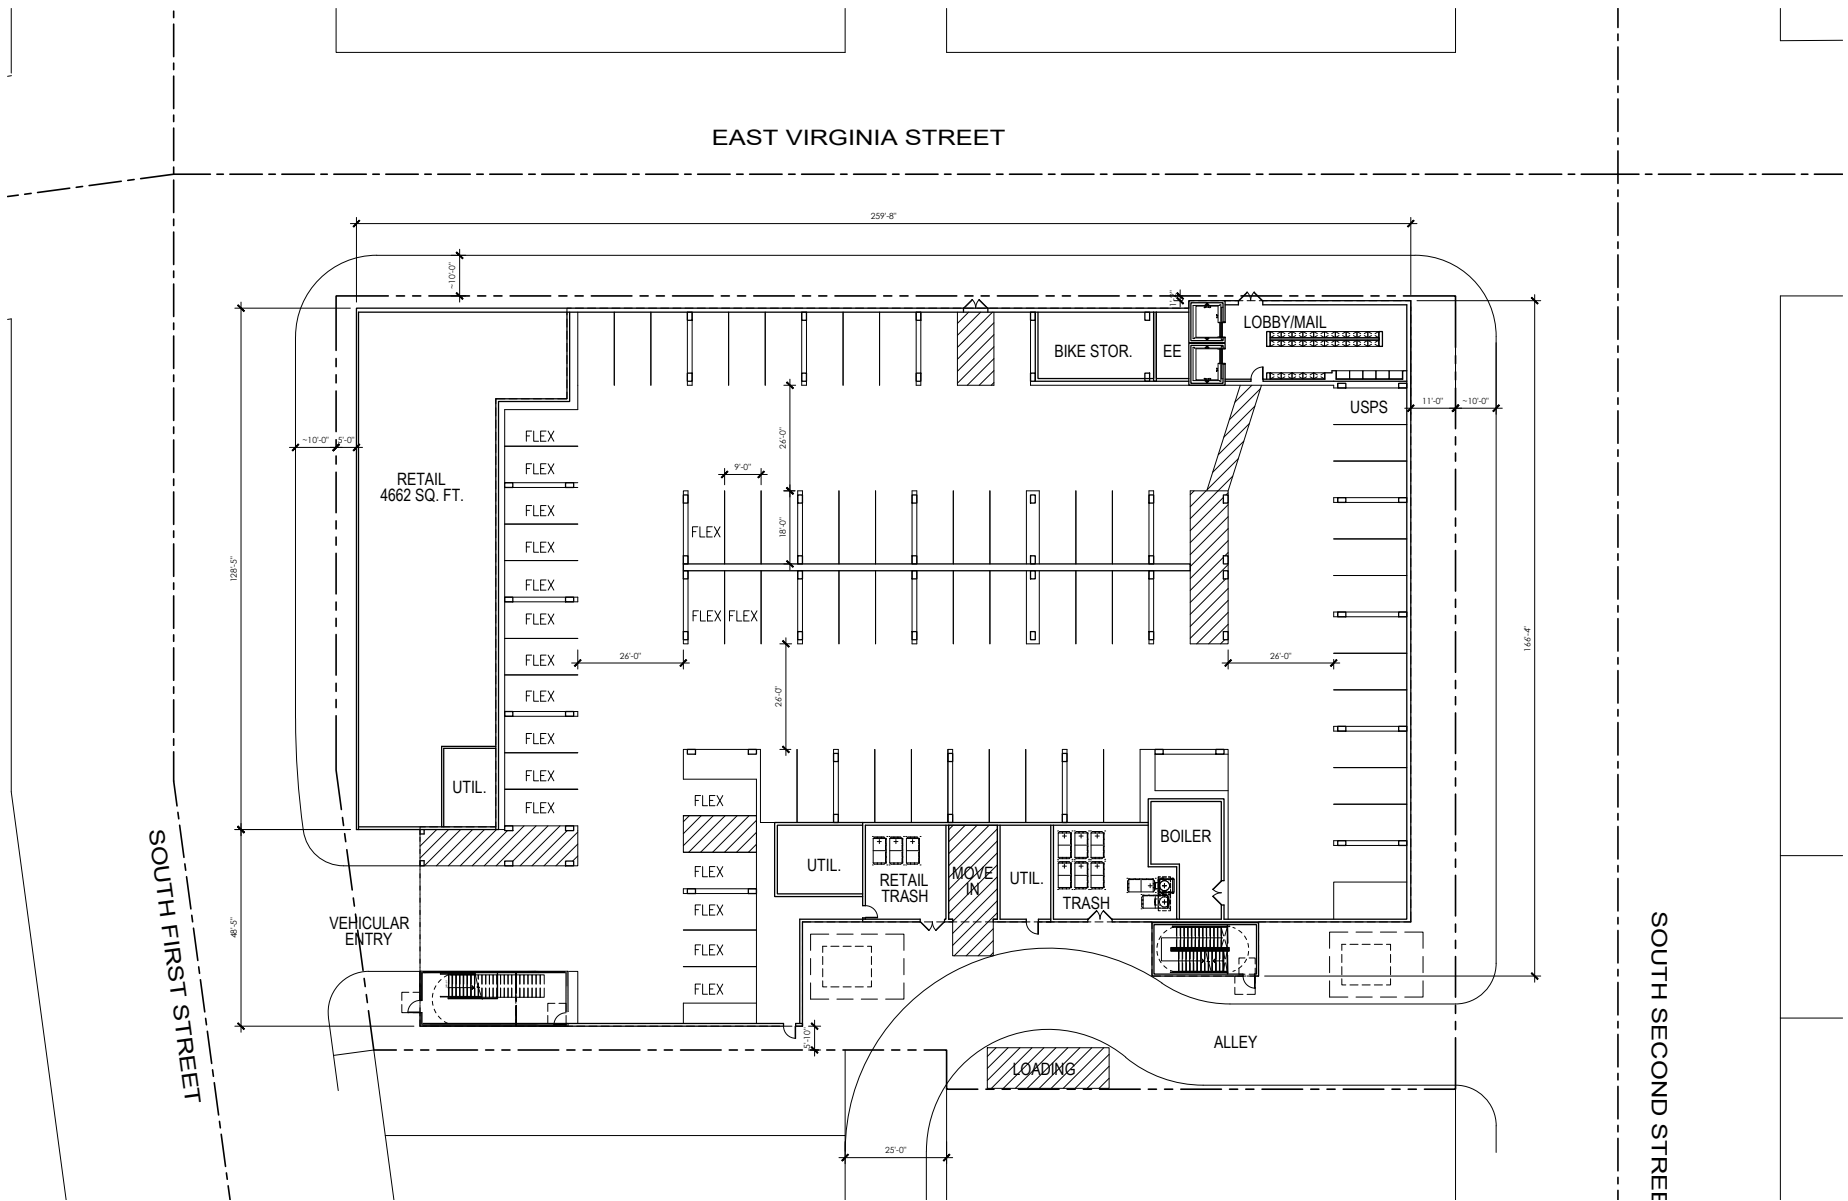 EAST VIRGINIA STREET
259'-8"
~10'-0"
LOBBY/MAIL
BIKE STOR.
EE
USPS
11'-0"
~10'-0"
~10'-0"
5'-0"
FLEX
26'-0"
FLEX
9'-0"
RETAIL
4662 SQ. FT.
FLEX
18'-0"
FLEX
FLEX
128'-5"
FLEX
FLEX
FLEX
FLEX
FLEX
166'-4"
FLEX
26'-0"
26'-0"
FLEX
26'-0"
FLEX
FLEX
UTIL.
FLEX
FLEX
BOILER
UTIL.
FLEX
MOVE
IN
RETAIL
TRASH
UTIL.
TRASH
FLEX
VEHICULAR
ENTRY
48'-5"
FLEX
FLEX
SOUTH FIRST STREET
SOUTH SECOND STREE
5'-10"
ALLEY
LOADING
25'-0"